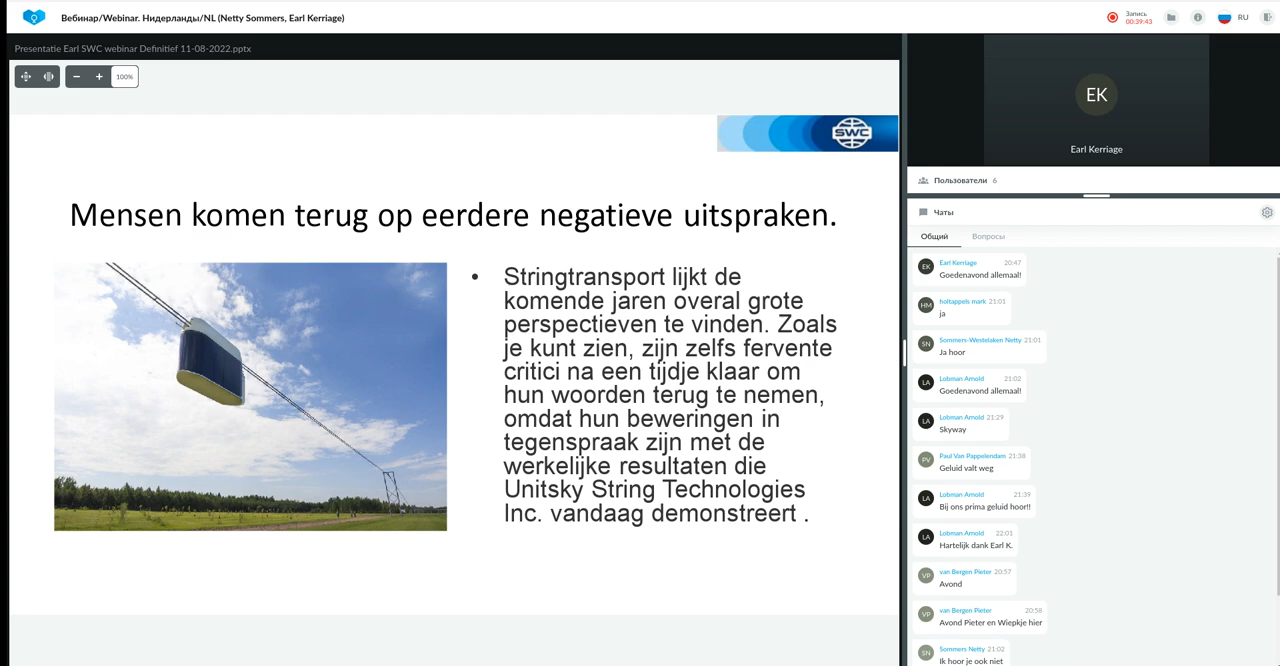 Вебинар/Webinar. Нидерланды/NL (Netty Sommers, Earl Kerriage)
Запись
00:39:43
RU
Presentatie Earl SWC webinar Definitief 11-08-2022.pptx
100%
SWC
Mensen komen terug op eerdere negatieve uitspraken.
• Stringtransport lijkt de
komende jaren overal grote
perspectieven te vinden. Zoals
je kunt zien, zijn zelfs fervente
critici na een tijdje klaar om
hun woorden terug te nemen,
omdat hun beweringen in
tegenspraak zijn met de
werkelijke resultaten die
Unitsky String Technologies
Inc. vandaag demonstreert .
EK
Earl Kerriage
Пользователи 6
Чаты
Общий Вопросы
EK Earl Kerriage 20:47
Goedenavond allemaal!
HM holtappels mark 21:01
ja
SN Sommers-Westelaken Netty 21:01
Ja hoor
LA Lobman Arnold 21:02
Goedenavond allemaal!
LA Lobman Arnold 21:29
Skyway
PV Paul Van Pappelendam 21:38
Geluid valt weg
LA Lobman Arnold 21:39
Bij ons prima geluid hoor!!
LA Lobman Arnold 22:01
Hartelijk dank Earl K.
VP van Bergen Pieter 20:57
Avond
VP van Bergen Pieter 20:58
Avond Pieter en Wiepkje hier
SN Sommers Netty 21:02
Ik hoor je ook niet